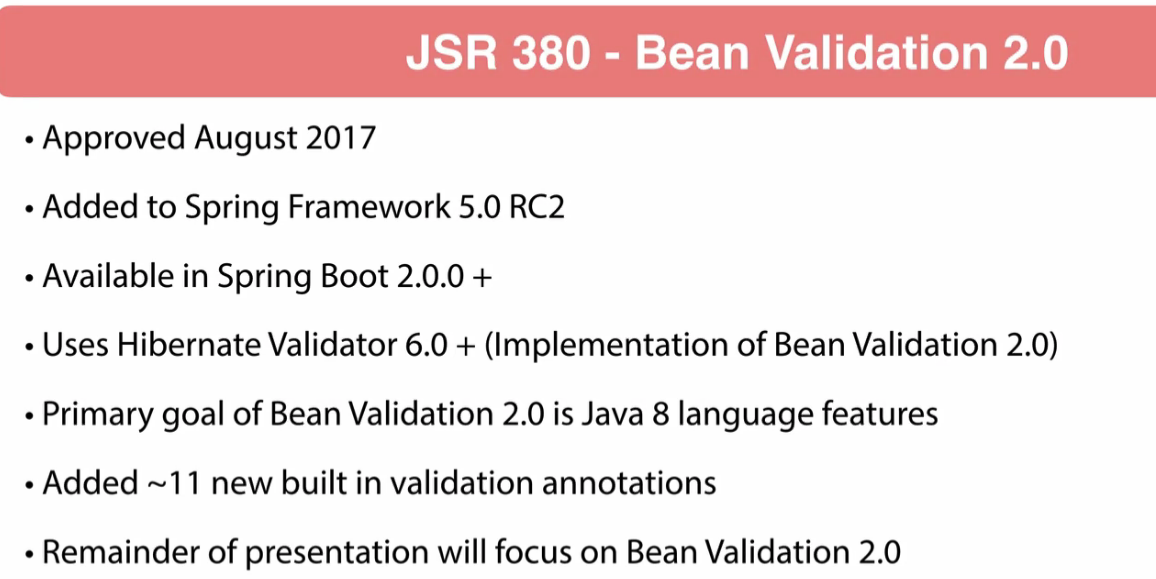 JSR 380 - Bean Validation 2.0
• Approved August 2017
• Added to Spring Framework 5.0 RC2
• Available in Spring Boot 2.0.0 +
• Uses Hibernate Validator 6.0 + (Implementation of Bean Validation 2.0)
• Primary goal of Bean Validation 2.0 is Java 8 language features
• Added ~11 new built in validation annotations
• Remainder of presentation will focus on Bean Validation 2.0